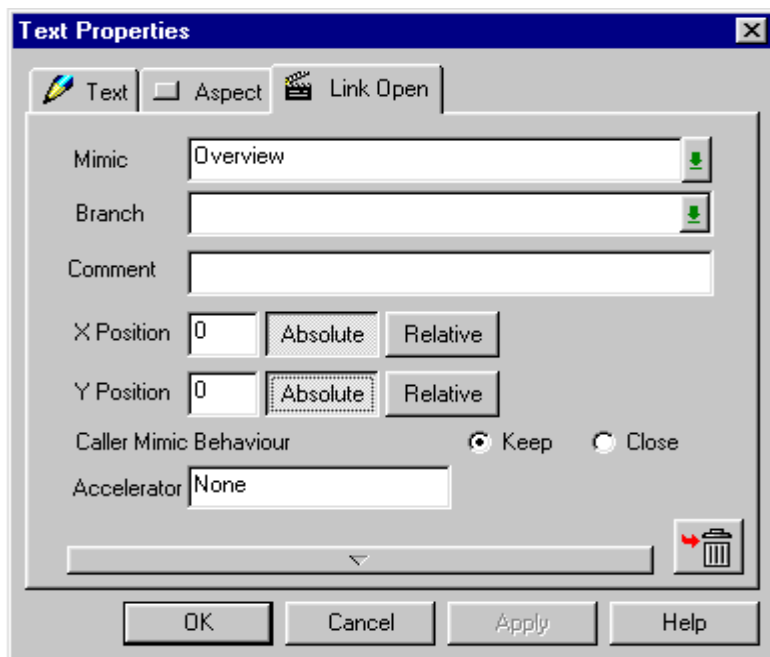 Text Properties
Text Aspect Link Open
Mimic Overview
Branch
Comment
X Position 0 Absolute Relative
Y Position 0 Absolute Relative
Caller Mimic Behaviour Keep Close
Accelerator None
OK Cancel Apply Help